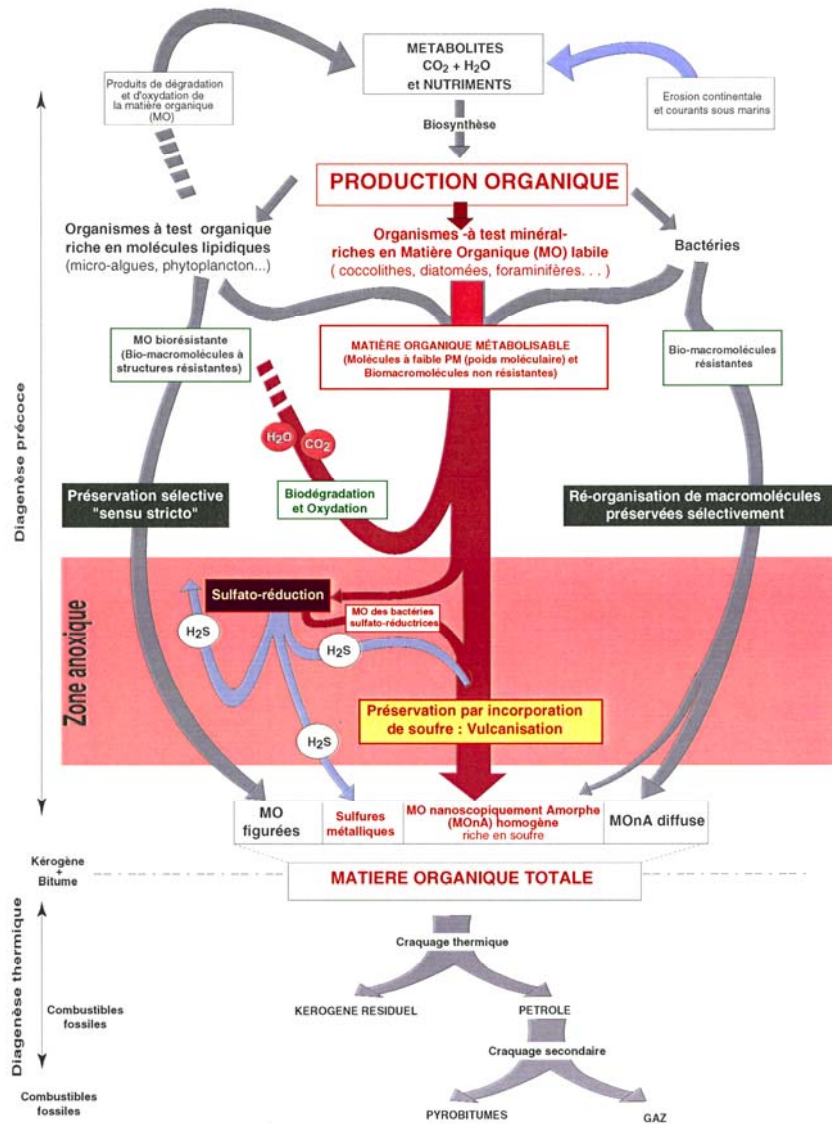 METABOLITES
CO2 + H2O
et NUTRIMENTS
Produits de dégradation
et d'oxydation de
la matière organique
(MO)
Erosion continentale
et courants sous marins
Biosynthèse
PRODUCTION ORGANIQUE
Organismes à test organique
riche en molécules lipidiques
(micro-algues, phytoplancton...)
Organismes -à test minéral-
riches en Matière Organique (MO) labile
( coccolithes, diatomées, foraminifères. . . )
Bactéries
MO biorésistante
(Bio-macromolécules à
structures résistantes)
MATIÈRE ORGANIQUE MÉTABOLISABLE
(Molécules à faible PM (poids moléculaire) et
Biomacromolécules non résistantes)
Bio-macromolécules
résistantes
H2O
CO2
Diagenèse précoce
Préservation sélective
"sensu stricto"
Biodégradation
et Oxydation
Ré-organisation de macromolécules
préservées sélectivement
Zone anoxique
Sulfato-réduction
MO des bactéries
sulfato-réductrices
H2S
H2S
H2S
Préservation par incorporation
de soufre : Vulcanisation
MO
figurées
Sulfures
métalliques
MO nanoscopiquement Amorphe
(MOnA) homogène
riche en soufre
MOnA diffuse
Kérogène
+
Bitume
MATIERE ORGANIQUE TOTALE
Diagenèse thermique
Craquage thermique
Combustibles
fossiles
KEROGENE RESIDUEL
PETROLE
Craquage secondaire
Combustibles
fossiles
PYROBITUMES
GAZ